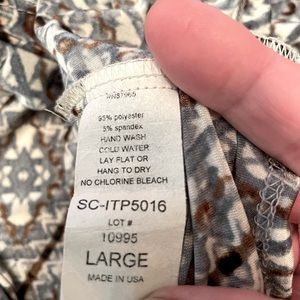 95% polyester
5% spandex
HAND WASH
COLD WATER
LAY FLAT OR
HANG TO DRY
NO CHLORINE BLEACH
SC-ITP5016
LOT #
10995
LARGE
MADE IN USA